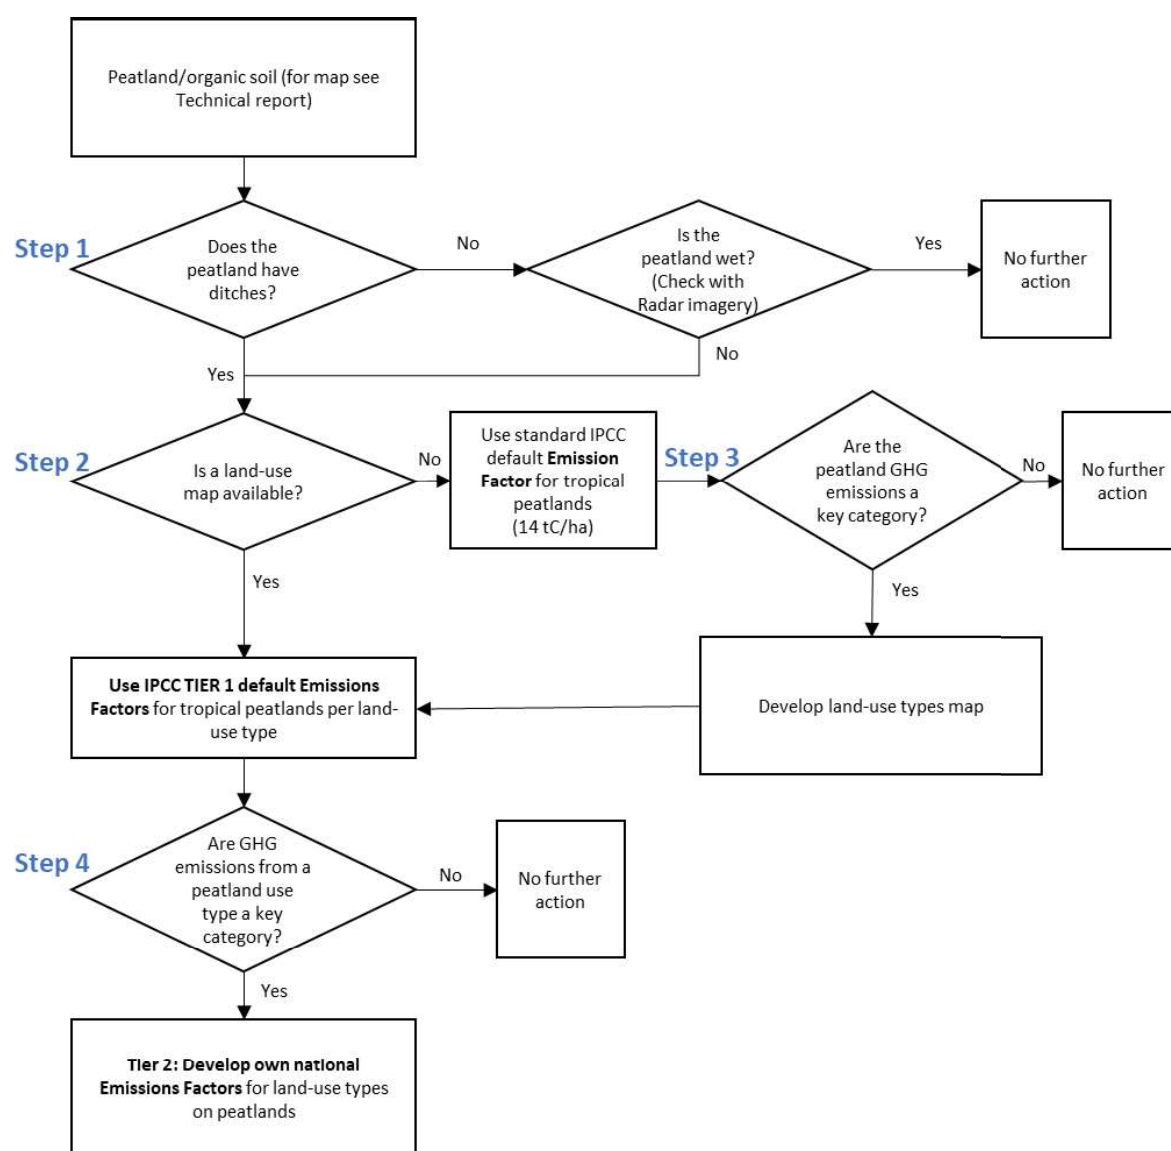 Peatland/organic soil (for map see
Technical report)
Step 1
Does the
peatland have
ditches?
No
Is the
peatland wet?
(Check with
Radar imagery)
Yes
No further
action
Yes
No
Step 2
Is a land-use
map available?
No
Use standard IPCC
default Emission
Factor for tropical
peatlands
(14 tC/ha)
Step 3
Are the
peatland GHG
emissions a
key category?
No
No further
action
Yes
Yes
Use IPCC TIER 1 default Emissions
Factors for tropical peatlands per land-
use type
Develop land-use types map
Step 4
Are GHG
emissions from a
peatland use
type a key
category?
No
No further
action
Yes
Tier 2: Develop own national
Emissions Factors for land-use types
on peatlands